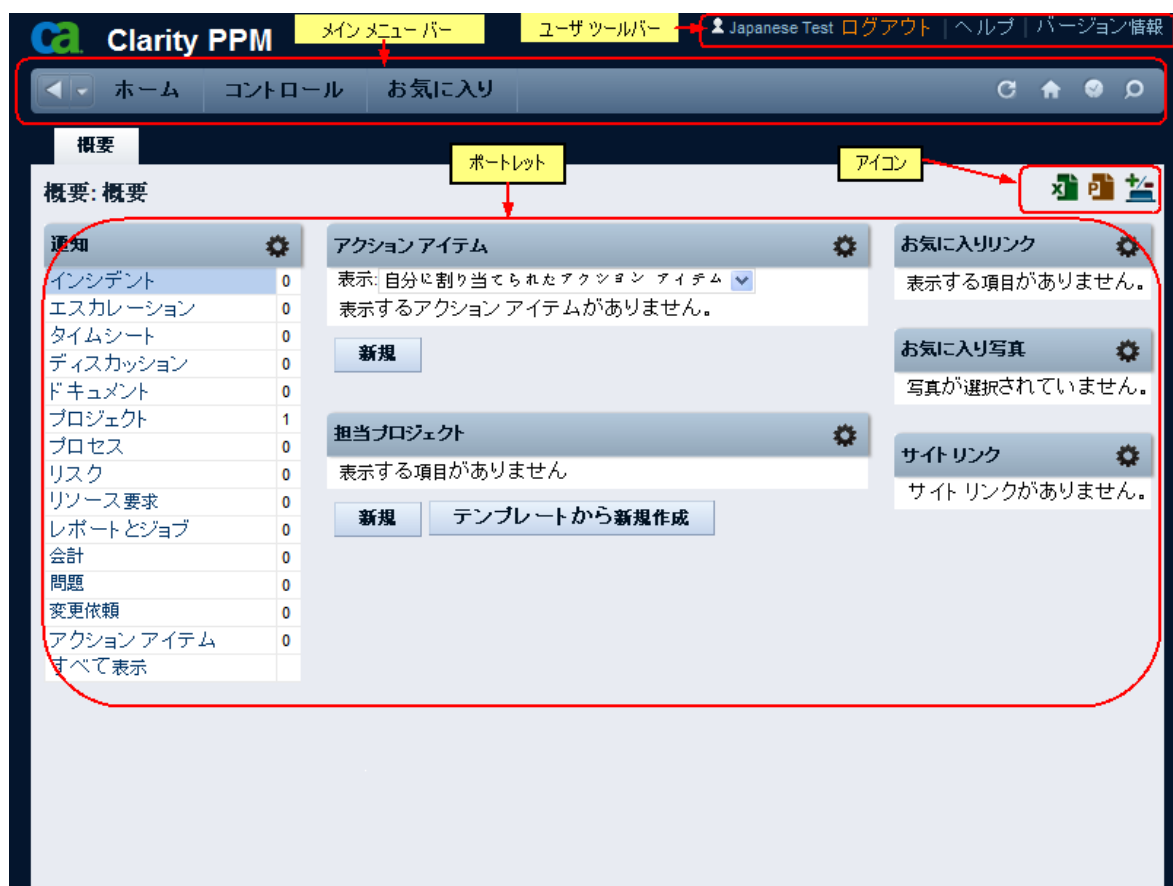 ca Clarity PPM
メイン メニュー バー
ユーザ ツールバー
Japanese Test ログアウト | ヘルプ | バージョン情報
ホーム コントロール お気に入り
概要
ポートレット
アイコン
概要: 概要
通知
インシデント 0
エスカレーション 0
タイムシート 0
ディスカッション 0
ドキュメント 0
プロジェクト 1
プロセス 0
リスク 0
リソース要求 0
レポートとジョブ 0
会計 0
問題 0
変更依頼 0
アクション アイテム 0
すべて表示
アクション アイテム
表示: 自分に割り当てられたアクション アイテム
表示するアクション アイテムがありません。
新規
担当プロジェクト
表示する項目がありません
新規 テンプレートから新規作成
お気に入りリンク
表示する項目がありません。
お気に入り写真
写真が選択されていません。
サイト リンク
サイト リンクがありません。